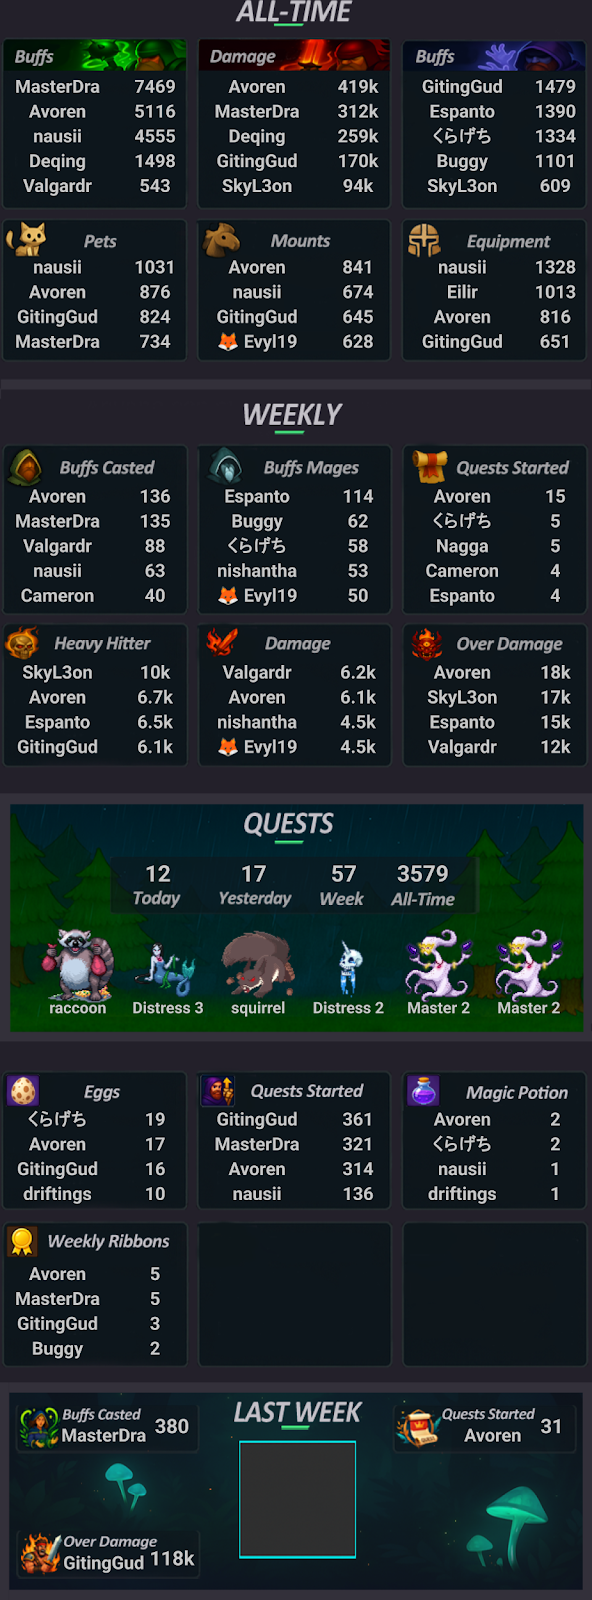 ALL-TIME
Buffs
MasterDra 7469
Avoren 5116
nausii 4555
Deqing 1498
Valgardr 543
Damage
Avoren 419k
MasterDra 312k
Deqing 259k
GitingGud 170k
SkyL3on 94k
Buffs
GitingGud 1479
Espanto 1390
くらげち 1334
Buggy 1101
SkyL3on 609
Pets
nausii 1031
Avoren 876
GitingGud 824
MasterDra 734
Mounts
Avoren 841
nausii 674
GitingGud 645
🦊 Evyl19 628
Equipment
nausii 1328
Eilir 1013
Avoren 816
GitingGud 651
WEEKLY
Buffs Casted
Avoren 136
MasterDra 135
Valgardr 88
nausii 63
Cameron 40
Buffs Mages
Espanto 114
Buggy 62
くらげち 58
nishantha 53
🦊 Evyl19 50
Quests Started
Avoren 15
くらげち 5
Nagga 5
Cameron 4
Espanto 4
Heavy Hitter
SkyL3on 10k
Avoren 6.7k
Espanto 6.5k
GitingGud 6.1k
Damage
Valgardr 6.2k
Avoren 6.1k
nishantha 4.5k
🦊 Evyl19 4.5k
Over Damage
Avoren 18k
SkyL3on 17k
Espanto 15k
Valgardr 12k
QUESTS
12 17 57 3579
Today Yesterday Week All-Time
raccoon Distress 3 squirrel Distress 2 Master 2 Master 2
Eggs
くらげち 19
Avoren 17
GitingGud 16
driftings 10
Quests Started
GitingGud 361
MasterDra 321
Avoren 314
nausii 136
Magic Potion
Avoren 2
くらげち 2
nausii 1
driftings 1
Weekly Ribbons
Avoren 5
MasterDra 5
GitingGud 3
Buggy 2
LAST WEEK
Buffs Casted
MasterDra 380
Quests Started
Avoren 31
Over Damage
GitingGud 118k